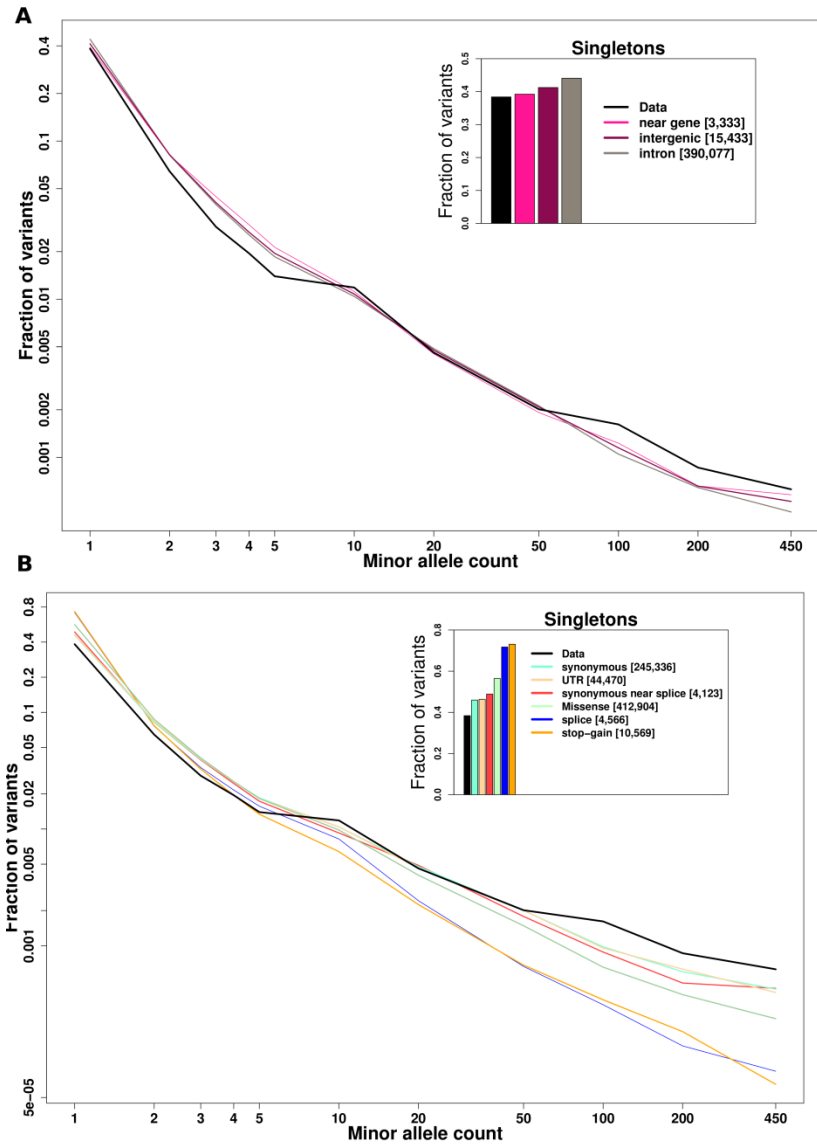 A
Fraction of variants
0.4
0.2
0.1
0.05
0.02
0.01
0.005
0.002
0.001
Singletons
Fraction of variants
0.5
0.4
0.3
0.2
0.1
0.0
Data
near gene [3,333]
intergenic [15,433]
intron [390,077]
1 2 3 4 5 10 20 50 100 200 450
Minor allele count
B
Fraction of variants
0.8
0.4
0.2
0.1
0.05
0.02
0.005
0.001
5e−05
Singletons
Fraction of variants
0.8
0.6
0.4
0.2
0.0
Data
synonymous [245,336]
UTR [44,470]
synonymous near splice [4,123]
Missense [412,904]
splice [4,566]
stop−gain [10,569]
1 2 3 4 5 10 20 50 100 200 450
Minor allele count